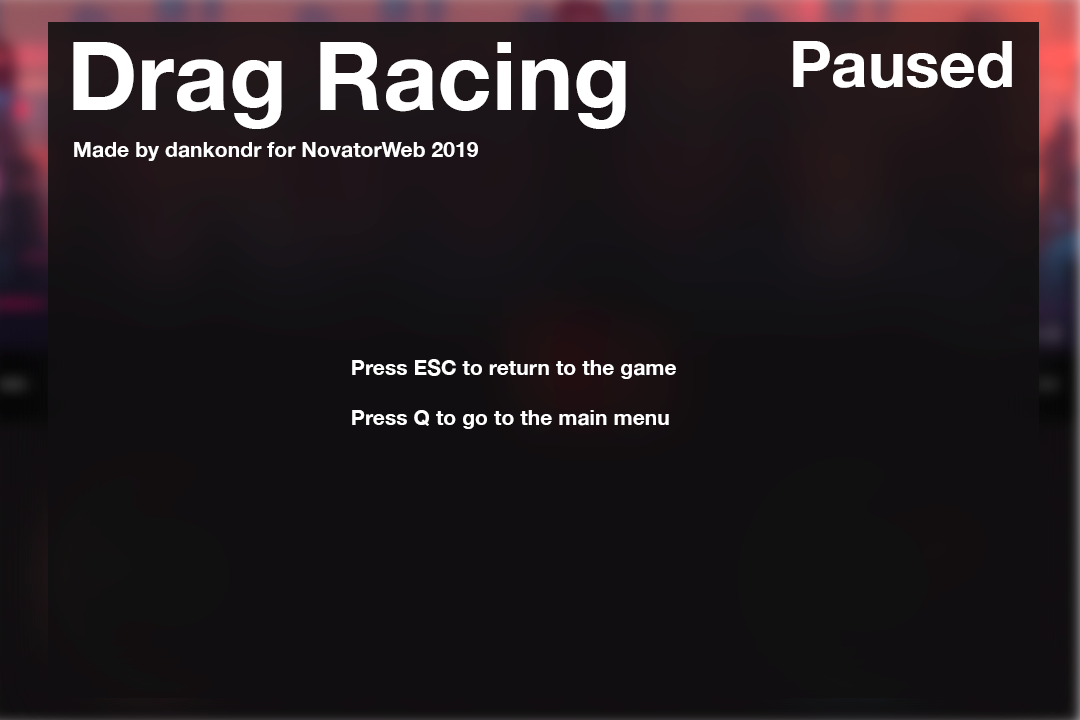 Drag Racing
Paused
Made by dankondr for NovatorWeb 2019
Press ESC to return to the game
Press Q to go to the main menu